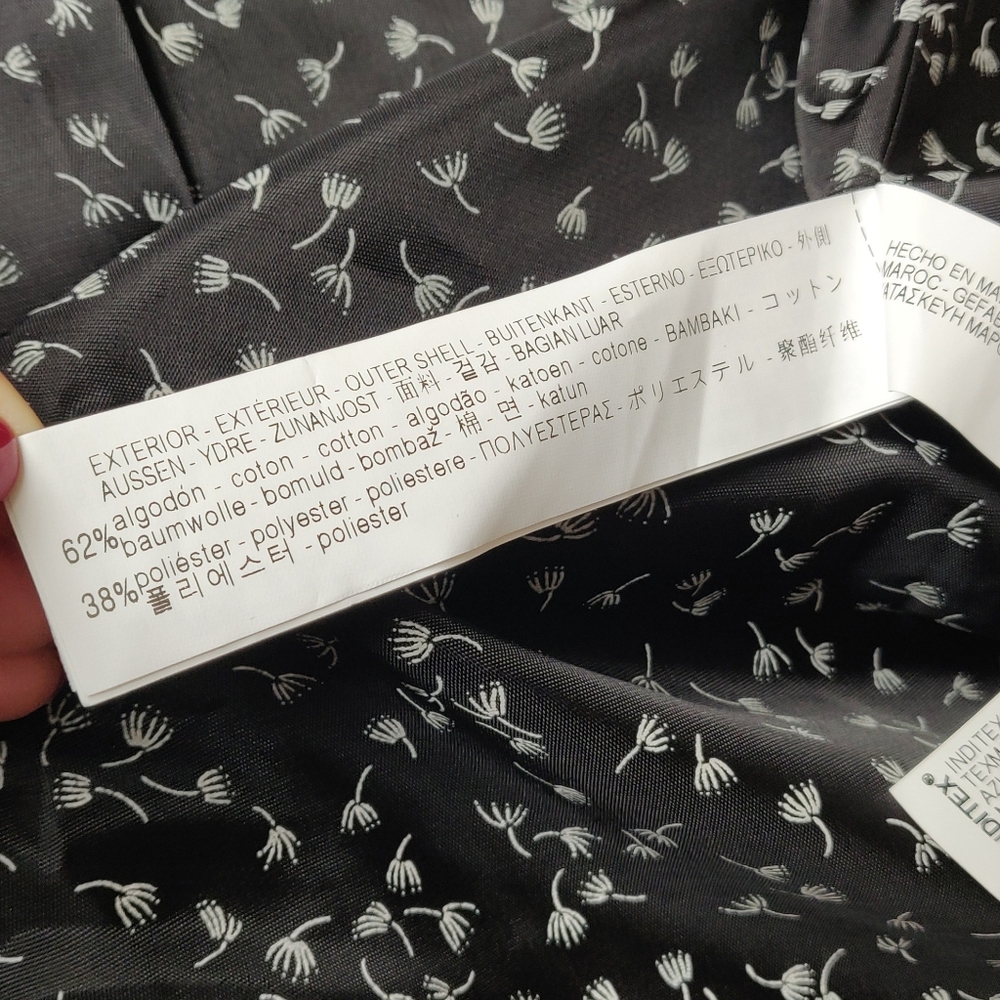 EXTERIOR - EXTÉRIEUR - OUTER SHELL - BUITENKANT - ESTERNO - ΕΞΩΤΕΡΙΚΟ - 外側
AUSSEN - YDRE - ZUNANJOST - 面料 - 겉감 - BAGIAN LUAR
62% algodón - coton - cotton - algodão - katoen - cotone - BAMBAKI - コットン
baumwolle - bomuld - bombaž - 棉 - 면 - katun
38% poliéster - polyester - poliestere - ΠΟΛΥΕΣΤΕΡΑΣ - ポリエステル - 聚酯纤维
폴리에스터 - poliester
HECHO EN
MAROC -
ΚΑΤΑΣΚΕΥΗ
INDITEX